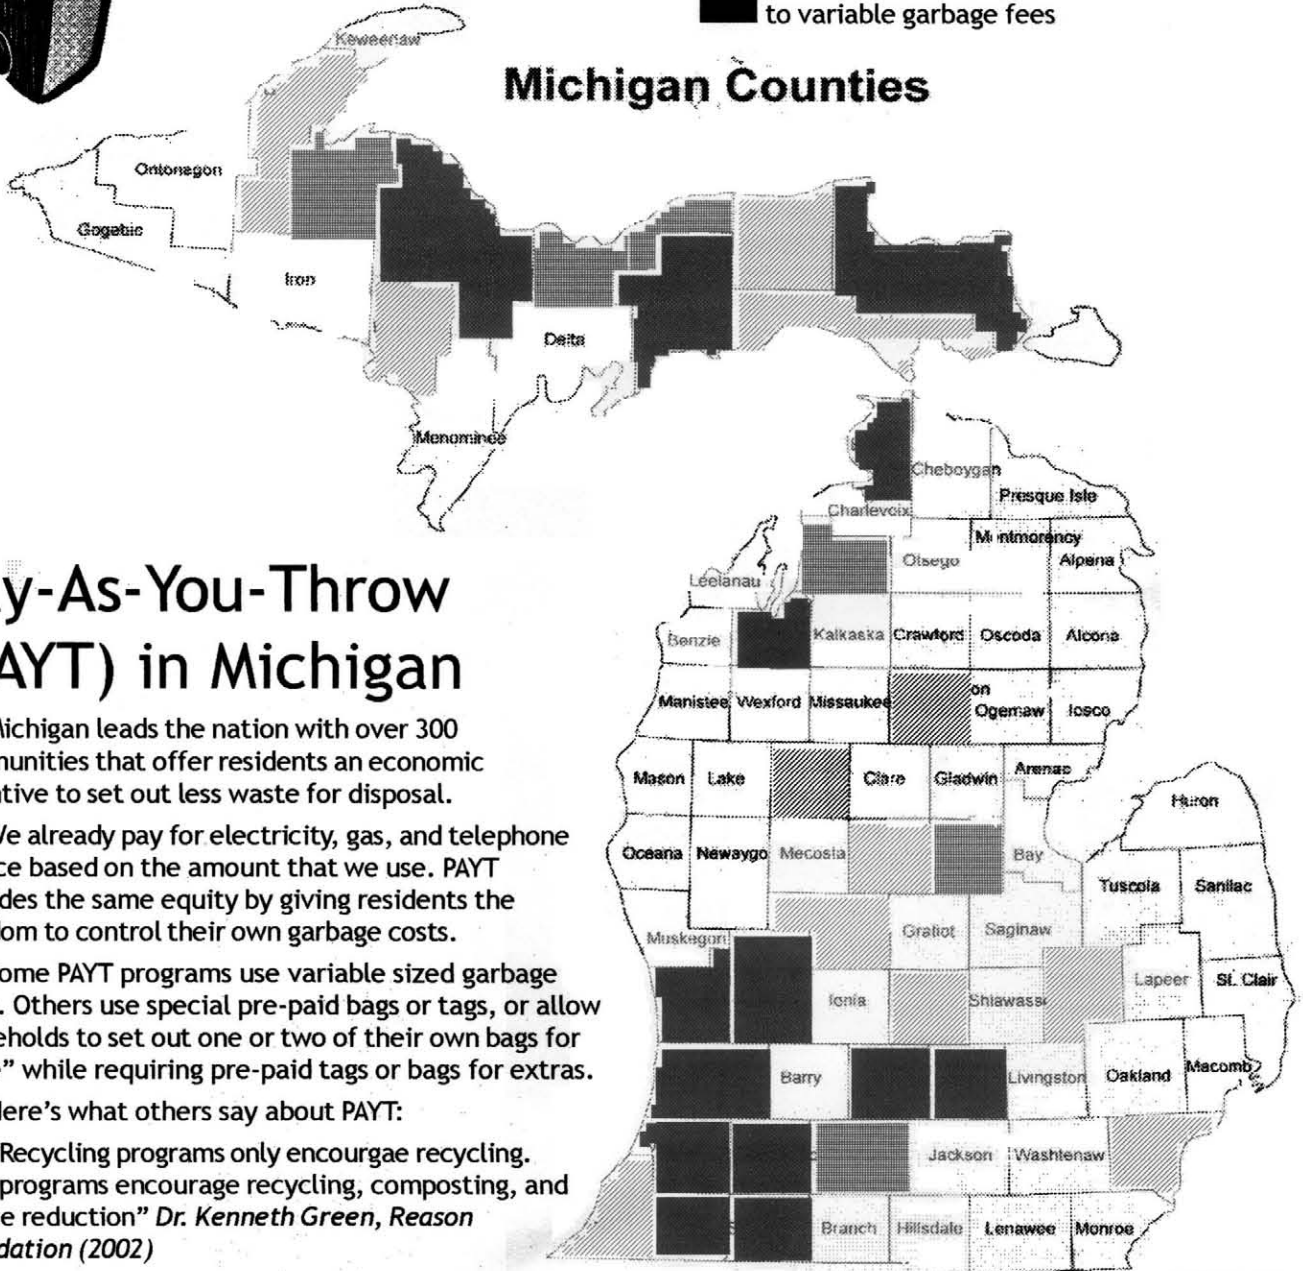 to variable garbage fees
Michigan Counties
Keweenaw
Ontonagon
Gogebic
Iron
Delta
Menominee
Cheboygan
Presque Isle
Charlevoix
Montmorency
Otsego
Alpena
Leelanau
Benzie
Kalkaska
Crawford
Oscoda
Alcona
Manistee
Wexford
Missaukee
on
Ogemaw
Iosco
Mason
Lake
Clare
Gladwin
Arenac
Huron
Oceana
Newaygo
Mecosta
Bay
Tuscola
Sanilac
Muskegon
Gratiot
Saginaw
Ionia
Shiawass
Lapeer
St. Clair
Barry
Livingston
Oakland
Macomb
Jackson
Washtenaw
Branch
Hillsdale
Lenawee
Monroe
y-As-You-Throw
AYT) in Michigan
Michigan leads the nation with over 300
unities that offer residents an economic
tive to set out less waste for disposal.
We already pay for electricity, gas, and telephone
ce based on the amount that we use. PAYT
des the same equity by giving residents the
dom to control their own garbage costs.
ome PAYT programs use variable sized garbage
. Others use special pre-paid bags or tags, or allow
eholds to set out one or two of their own bags for
" while requiring pre-paid tags or bags for extras.
Here's what others say about PAYT:
Recycling programs only encourgae recycling.
programs encourage recycling, composting, and
e reduction" Dr. Kenneth Green, Reason
dation (2002)